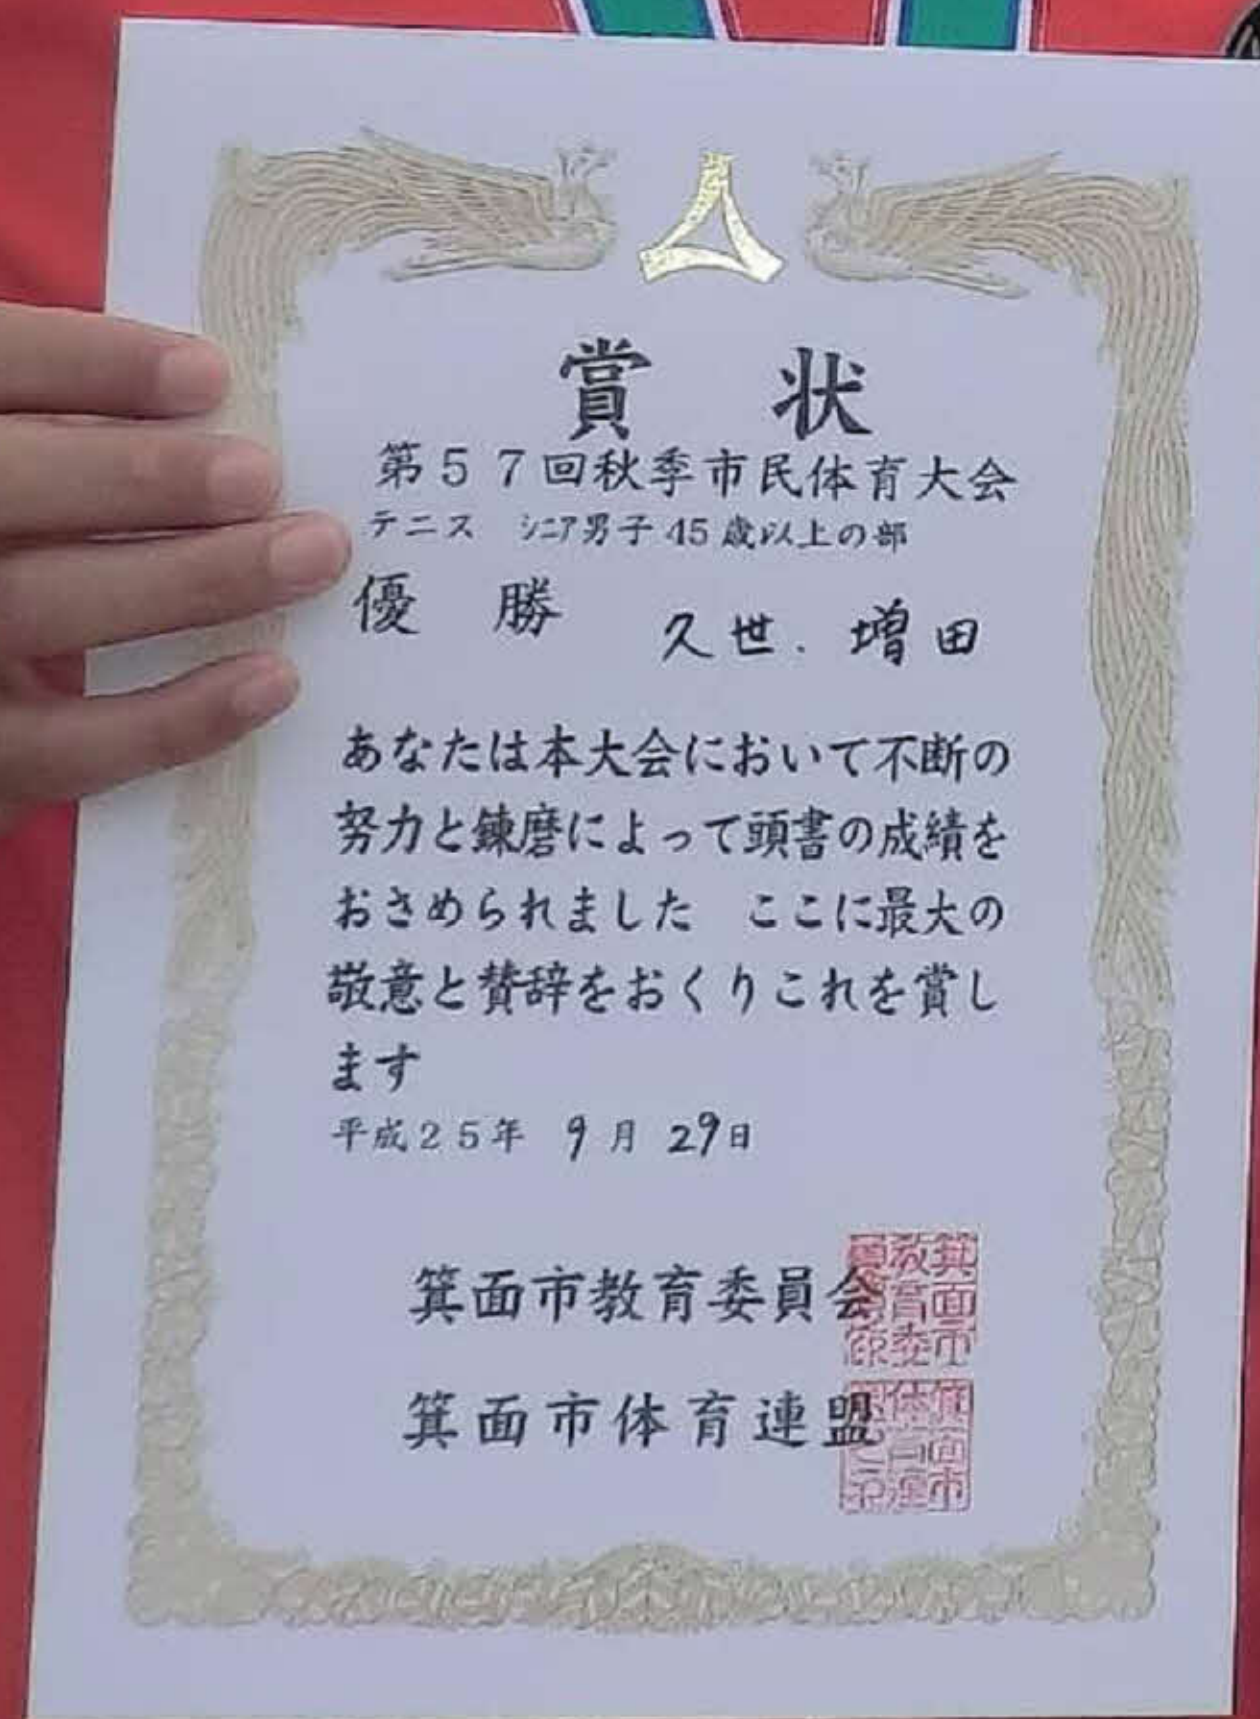 賞状
第57回秋季市民体育大会
テニス シニア男子45歳以上の部
優勝 久世.増田
あなたは本大会において不断の
努力と錬磨によって頭書の成績を
おさめられました ここに最大の
敬意と賛辞をおくりこれを賞し
ます
平成25年 9月29日
箕面市教育委員会
箕面市体育連盟